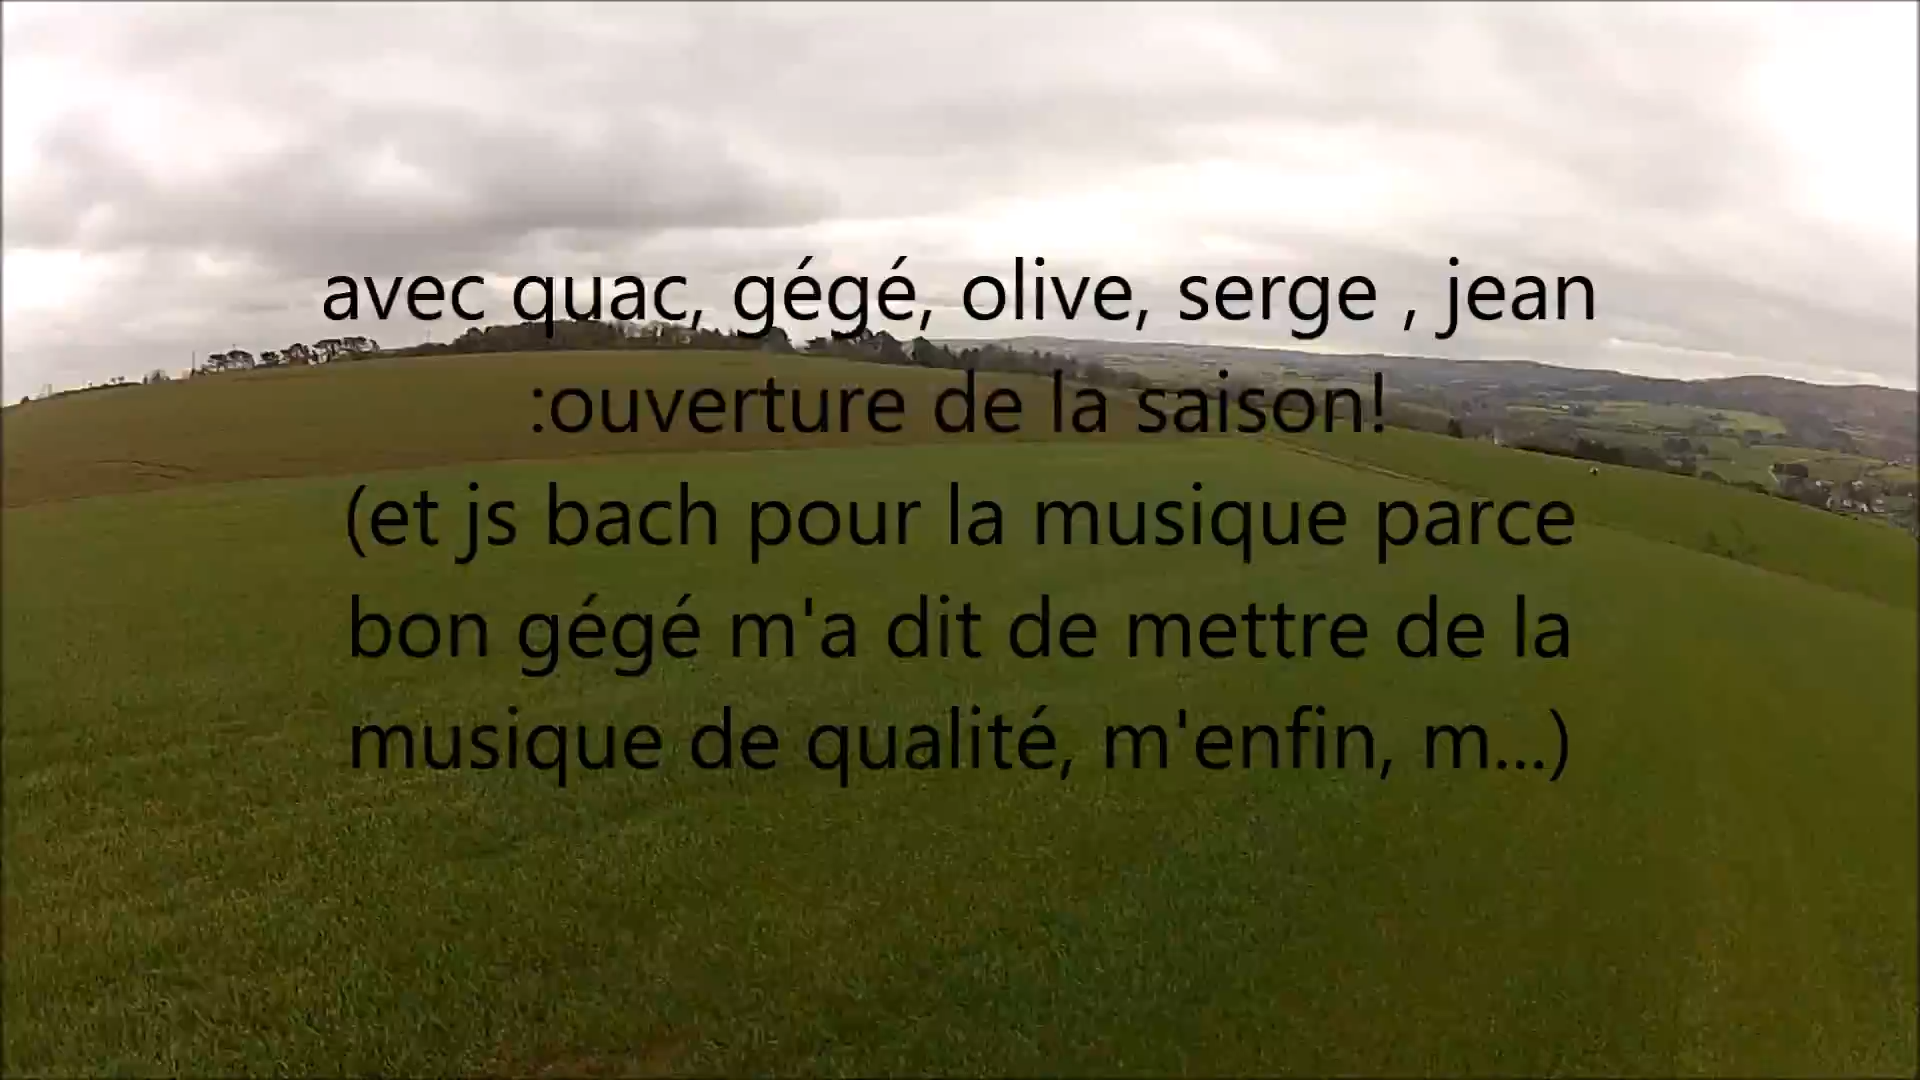 avec quac, gégé, olive, serge , jean
:ouverture de la saison!
(et js bach pour la musique parce
bon gégé m'a dit de mettre de la
musique de qualité, m'enfin, m...)